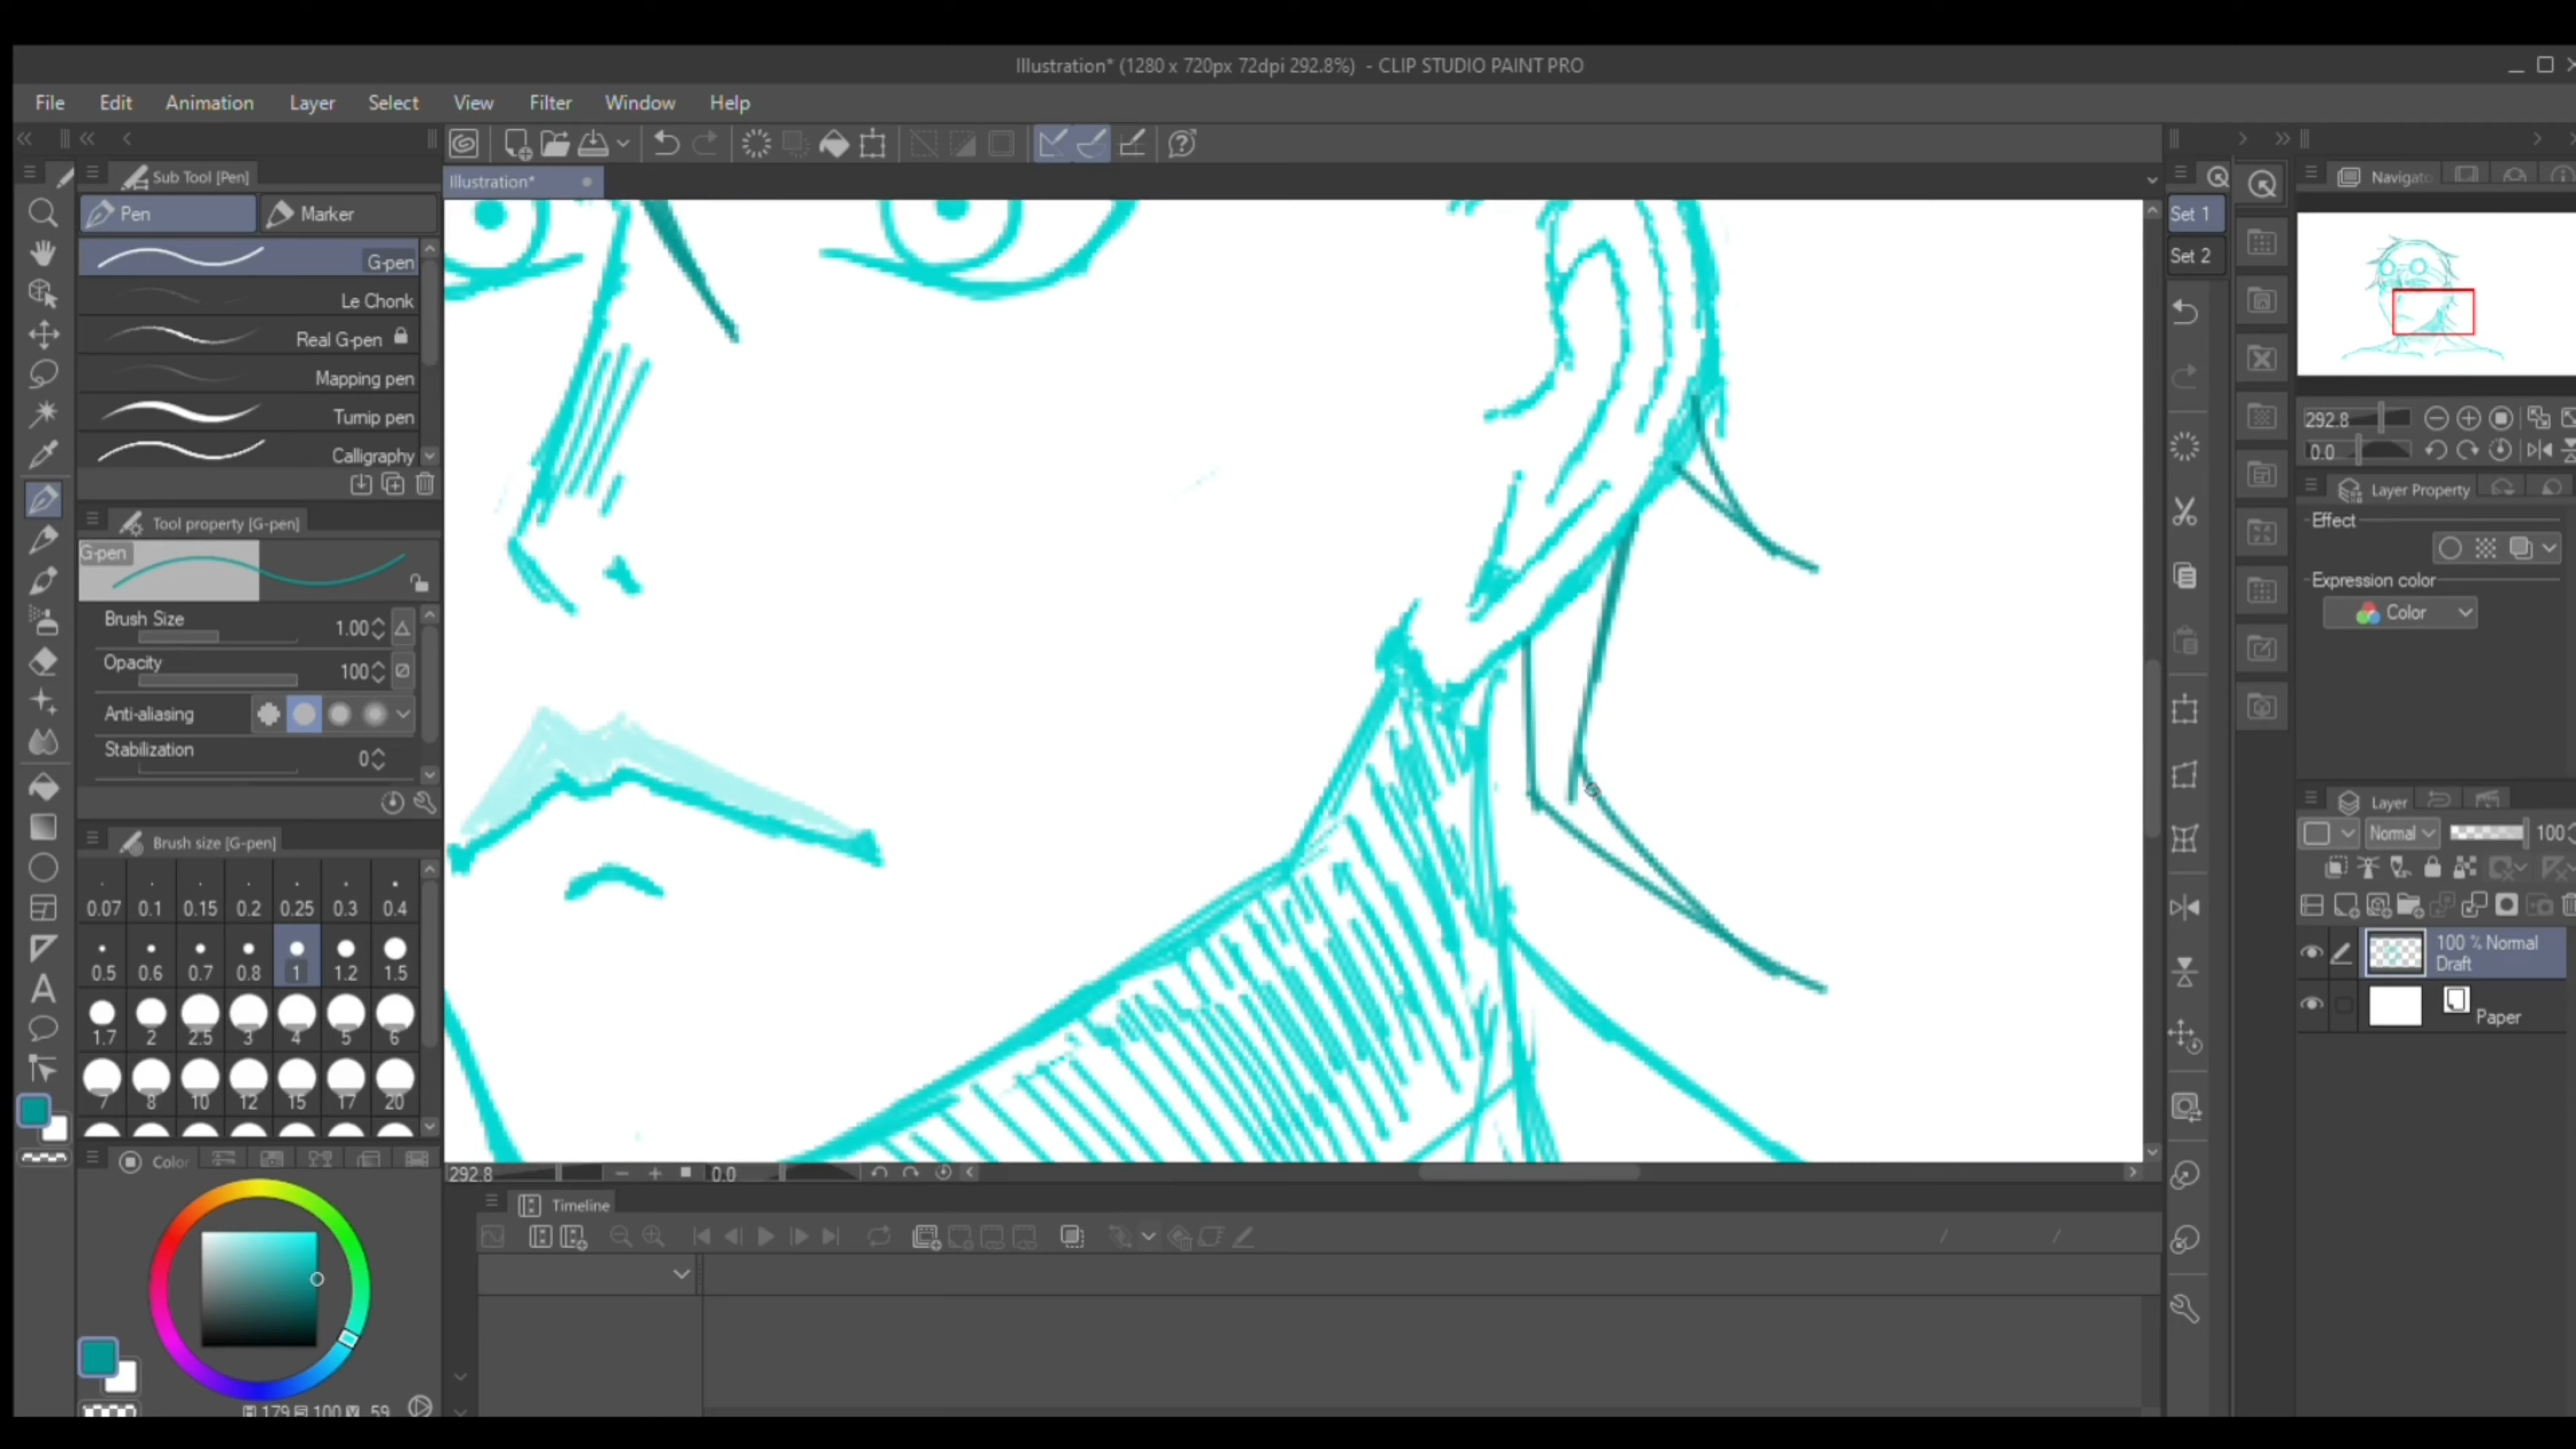 Illustration* (1280 x 720px 72dpi 292.8%) - CLIP STUDIO PAINT PRO
File Edit Animation Layer Select View Filter Window Help
Sub Tool [Pen]
Pen Marker
G-pen
Le Chonk
Real G-pen
Mapping pen
Turnip pen
Calligraphy
Tool property [G-pen]
G-pen
Brush Size 1.00
Opacity 100
Anti-aliasing
Stabilization 0
Brush size [G-pen]
0.07 0.1 0.15 0.2 0.25 0.3 0.4
0.5 0.6 0.7 0.8 1 1.2 1.5
1.7 2 2.5 3 4 5 6
7 8 10 12 15 17 20
Color
179 100 59
Illustration*
292.8 0.0
Timeline
Set 1
Set 2
Navigato
292.8
0.0
Layer Property
Effect
Expression color
Color
Layer
Normal 100
100 % Normal
Draft
Paper